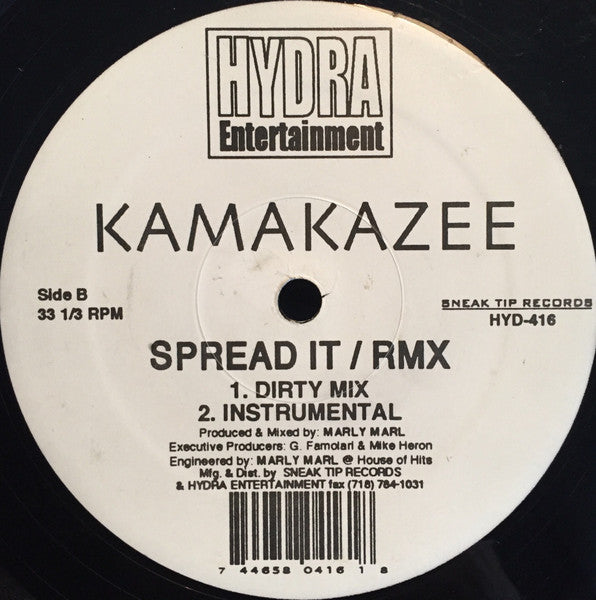 HYDRA
Entertainment
KAMAKAZEE
Side B
33 1/3 RPM
SNEAK TIP RECORDS
HYD-416
SPREAD IT / RMX
1. DIRTY MIX
2. INSTRUMENTAL
Produced & Mixed by: MARLY MARL
Executive Producers: G. Famolari & Mike Heron
Engineered by: MARLY MARL @ House of Hits
Mfg. & Dist. by SNEAK TIP RECORDS
& HYDRA ENTERTAINMENT fax (718) 784-1031
7 44658 0416 1 8